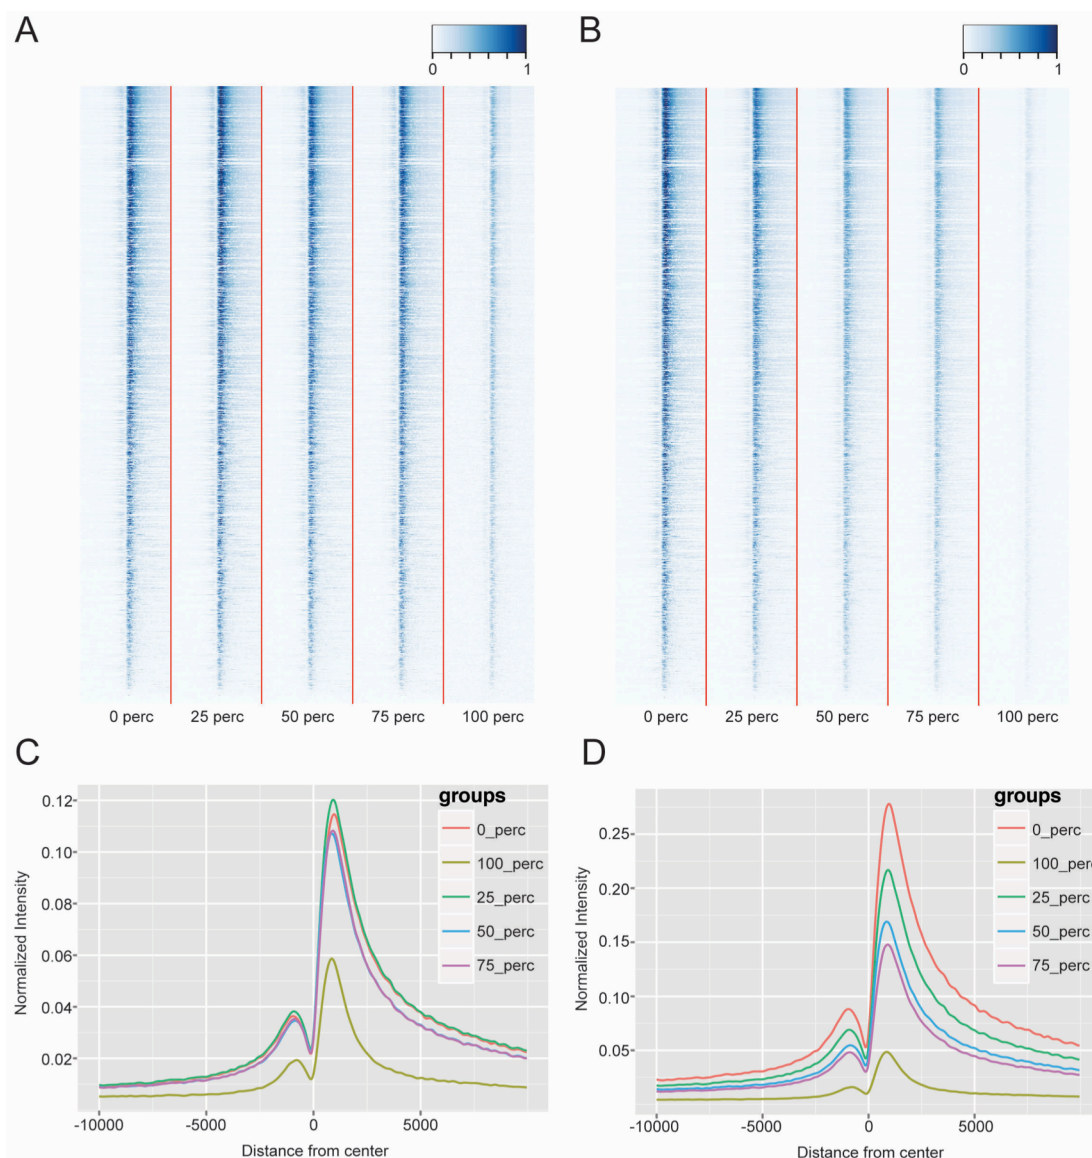 A
B
0 1
0 1
0 perc 25 perc 50 perc 75 perc 100 perc
0 perc 25 perc 50 perc 75 perc 100 perc
C
D
groups
0_perc
100_perc
25_perc
50_perc
75_perc
0.12
0.10
0.08
0.06
0.04
0.02
Normalized Intensity
-10000 -5000 0 5000
Distance from center
groups
0_perc
100_perc
25_perc
50_perc
75_perc
0.25
0.20
0.15
0.10
0.05
Normalized Intensity
-10000 -5000 0 5000
Distance from center